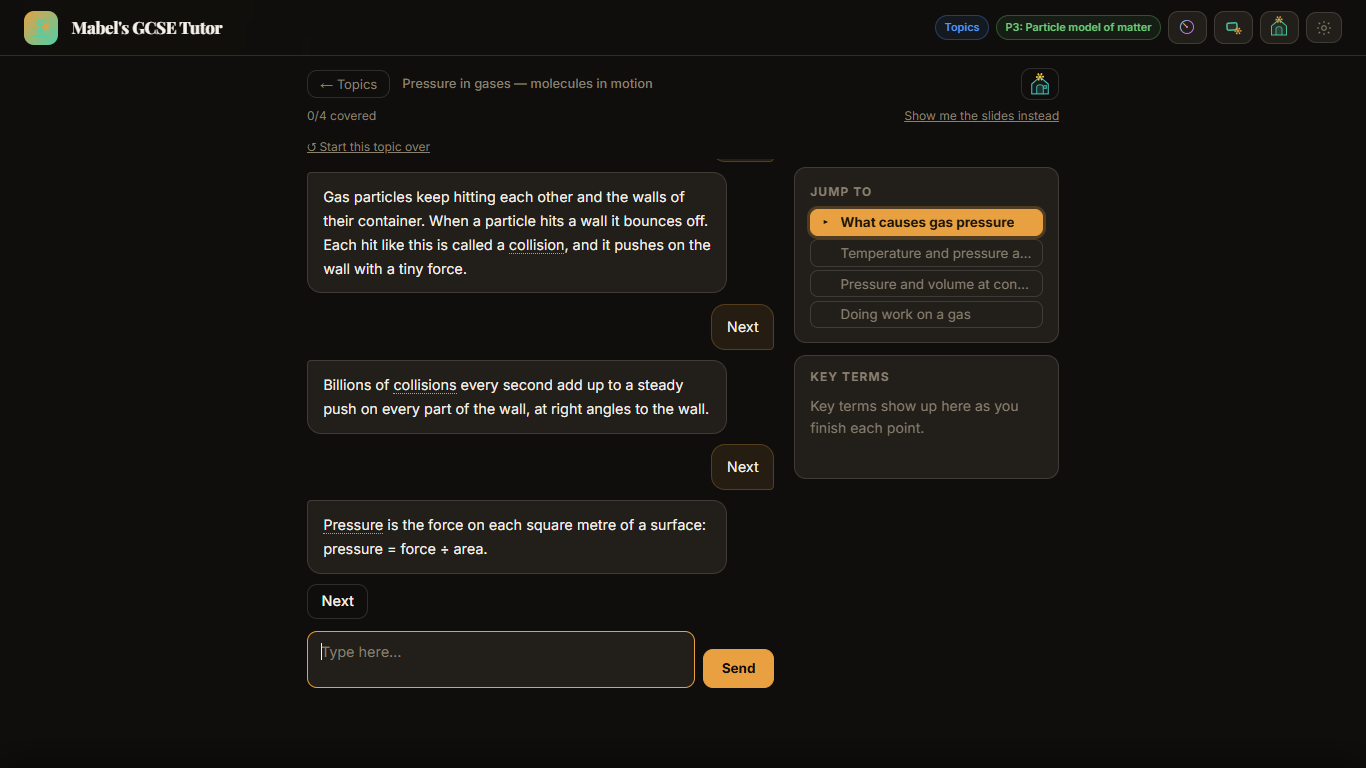 Mabel's GCSE Tutor
Topics
P3: Particle model of matter
← Topics
Pressure in gases — molecules in motion
0/4 covered
Show me the slides instead
↺ Start this topic over
Gas particles keep hitting each other and the walls of
their container. When a particle hits a wall it bounces off.
Each hit like this is called a collision, and it pushes on the
wall with a tiny force.
Next
Billions of collisions every second add up to a steady
push on every part of the wall, at right angles to the wall.
Next
Pressure is the force on each square metre of a surface:
pressure = force ÷ area.
Next
Type here...
Send
JUMP TO
What causes gas pressure
Temperature and pressure a...
Pressure and volume at con...
Doing work on a gas
KEY TERMS
Key terms show up here as you
finish each point.